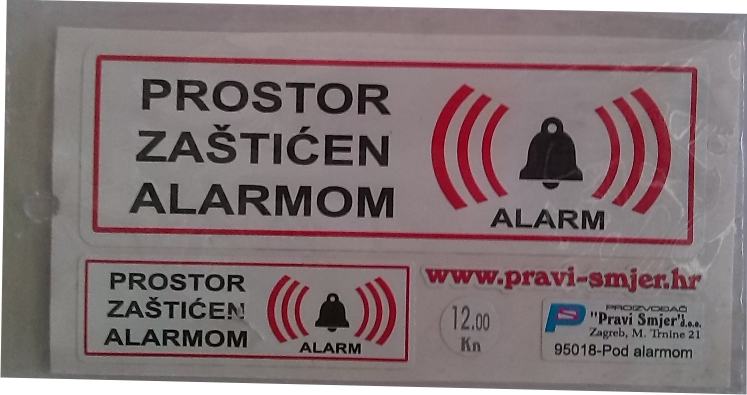 PROSTOR
ZAŠTIĆEN
ALARMOM
ALARM
PROSTOR
ZAŠTIĆEN
ALARMOM
ALARM
www.pravi-smjer.hr
12.00
Kn
PROIZVOĐAČ
"Pravi Smjer" d.o.o.
Zagreb, M. Trnine 21
95018-Pod alarmom